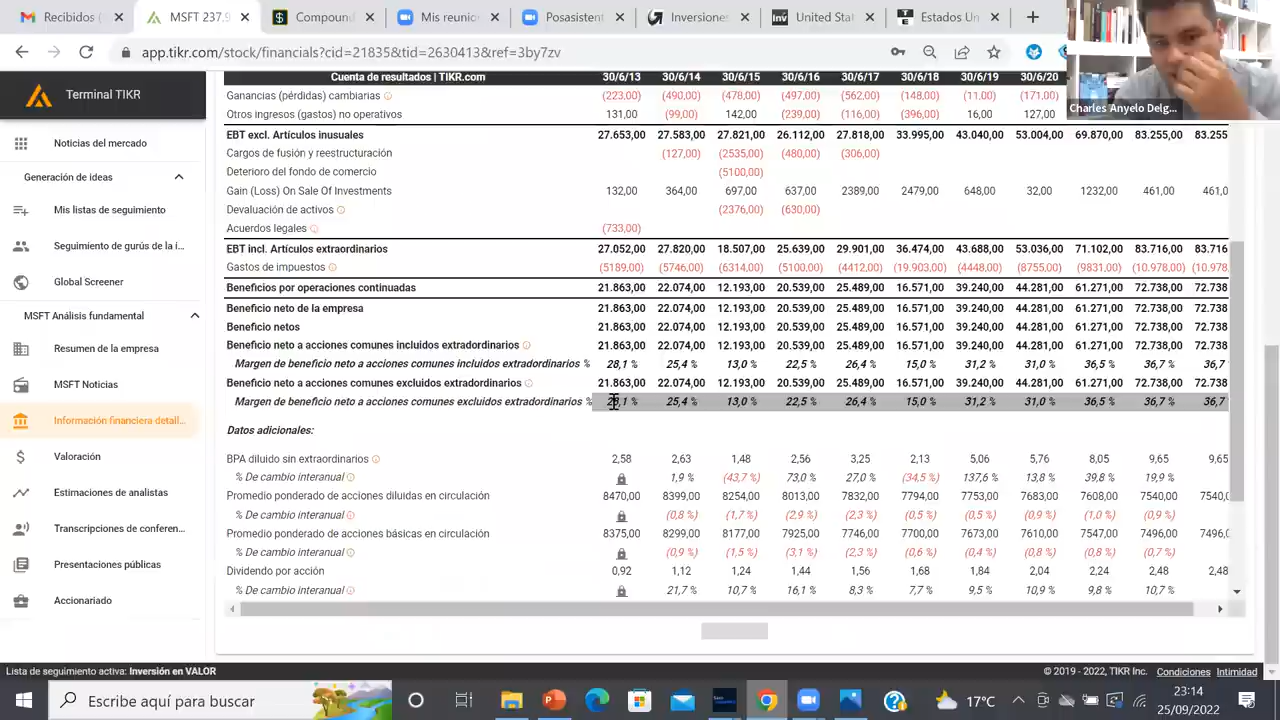 Recibidos (
MSFT 237.9
Compound
Mis reunio
Posasisten
Inversiones
United Sta
Estados Un
app.tikr.com/stock/financials?cid=21835&tid=2630413&ref=3by7zv
Charles Anyelo Delg...
Terminal TIKR
Noticias del mercado
Generación de ideas
Mis listas de seguimiento
Seguimiento de gurús de la í...
Global Screener
MSFT Análisis fundamental
Resumen de la empresa
MSFT Noticias
Información financiera detall...
Valoración
Estimaciones de analistas
Transcripciones de conferen...
Presentaciones públicas
Accionariado
Cuenta de resultados | TIKR.com 30/6/13 30/6/14 30/6/15 30/6/16 30/6/17 30/6/18 30/6/19 30/6/20
Ganancias (pérdidas) cambiarias (223,00) (490,00) (478,00) (497,00) (562,00) (148,00) (11,00) (171,00)
Otros ingresos (gastos) no operativos 131,00 (99,00) 142,00 (239,00) (116,00) (396,00) 16,00 127,00
EBT excl. Artículos inusuales 27.653,00 27.583,00 27.821,00 26.112,00 27.818,00 33.995,00 43.040,00 53.004,00 69.870,00 83.255,00 83.255
Cargos de fusión y reestructuración (127,00) (2535,00) (480,00) (306,00)
Deterioro del fondo de comercio (5100,00)
Gain (Loss) On Sale Of Investments 132,00 364,00 697,00 637,00 2389,00 2479,00 648,00 32,00 1232,00 461,00 461,0
Devaluación de activos (2376,00) (630,00)
Acuerdos legales (733,00)
EBT incl. Artículos extraordinarios 27.052,00 27.820,00 18.507,00 25.639,00 29.901,00 36.474,00 43.688,00 53.036,00 71.102,00 83.716,00 83.716
Gastos de impuestos (5189,00) (5746,00) (6314,00) (5100,00) (4412,00) (19.903,00) (4448,00) (8755,00) (9831,00) (10.978,00) (10.978
Beneficios por operaciones continuadas 21.863,00 22.074,00 12.193,00 20.539,00 25.489,00 16.571,00 39.240,00 44.281,00 61.271,00 72.738,00 72.738
Beneficio neto de la empresa 21.863,00 22.074,00 12.193,00 20.539,00 25.489,00 16.571,00 39.240,00 44.281,00 61.271,00 72.738,00 72.738
Beneficio netos 21.863,00 22.074,00 12.193,00 20.539,00 25.489,00 16.571,00 39.240,00 44.281,00 61.271,00 72.738,00 72.738
Beneficio neto a acciones comunes incluidos extradordinarios 21.863,00 22.074,00 12.193,00 20.539,00 25.489,00 16.571,00 39.240,00 44.281,00 61.271,00 72.738,00 72.738
Margen de beneficio neto a acciones comunes incluidos extradordinarios % 28,1 % 25,4 % 13,0 % 22,5 % 26,4 % 15,0 % 31,2 % 31,0 % 36,5 % 36,7 % 36,7
Beneficio neto a acciones comunes excluidos extradordinarios 21.863,00 22.074,00 12.193,00 20.539,00 25.489,00 16.571,00 39.240,00 44.281,00 61.271,00 72.738,00 72.738
Margen de beneficio neto a acciones comunes excluidos extradordinarios % 28,1 % 25,4 % 13,0 % 22,5 % 26,4 % 15,0 % 31,2 % 31,0 % 36,5 % 36,7 % 36,7
Datos adicionales:
BPA diluido sin extraordinarios 2,58 2,63 1,48 2,56 3,25 2,13 5,06 5,76 8,05 9,65 9,65
% De cambio interanual 1,9 % (43,7 %) 73,0 % 27,0 % (34,5 %) 137,6 % 13,8 % 39,8 % 19,9 %
Promedio ponderado de acciones diluidas en circulación 8470,00 8399,00 8254,00 8013,00 7832,00 7794,00 7753,00 7683,00 7608,00 7540,00 7540,0
% De cambio interanual (0,8 %) (1,7 %) (2,9 %) (2,3 %) (0,5 %) (0,5 %) (0,9 %) (1,0 %) (0,9 %)
Promedio ponderado de acciones básicas en circulación 8375,00 8299,00 8177,00 7925,00 7746,00 7700,00 7673,00 7610,00 7547,00 7496,00 7496,0
% De cambio interanual (0,9 %) (1,5 %) (3,1 %) (2,3 %) (0,6 %) (0,4 %) (0,8 %) (0,8 %) (0,7 %)
Dividendo por acción 0,92 1,12 1,24 1,44 1,56 1,68 1,84 2,04 2,24 2,48 2,48
% De cambio interanual 21,7 % 10,7 % 16,1 % 8,3 % 7,7 % 9,5 % 10,9 % 9,8 % 10,7 %
Lista de seguimiento activa: Inversión en VALOR
© 2019 - 2022, TIKR Inc. Condiciones Intimidad
Escribe aquí para buscar
17°C
23:14
25/09/2022